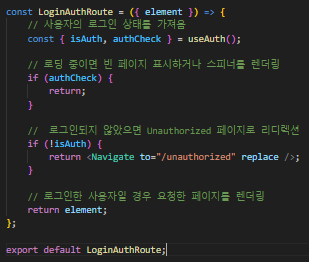 const LoginAuthRoute = ({ element }) => {
// 사용자의 로그인 상태를 가져옴
const { isAuth, authCheck } = useAuth();
// 로딩 중이면 빈 페이지 표시하거나 스피너를 렌더링
if (authCheck) {
return;
}
//  로그인되지 않았으면 Unauthorized 페이지로 리디렉션
if (!isAuth) {
return <Navigate to="/unauthorized" replace />;
}
// 로그인한 사용자일 경우 요청한 페이지를 렌더링
return element;
};
export default LoginAuthRoute;